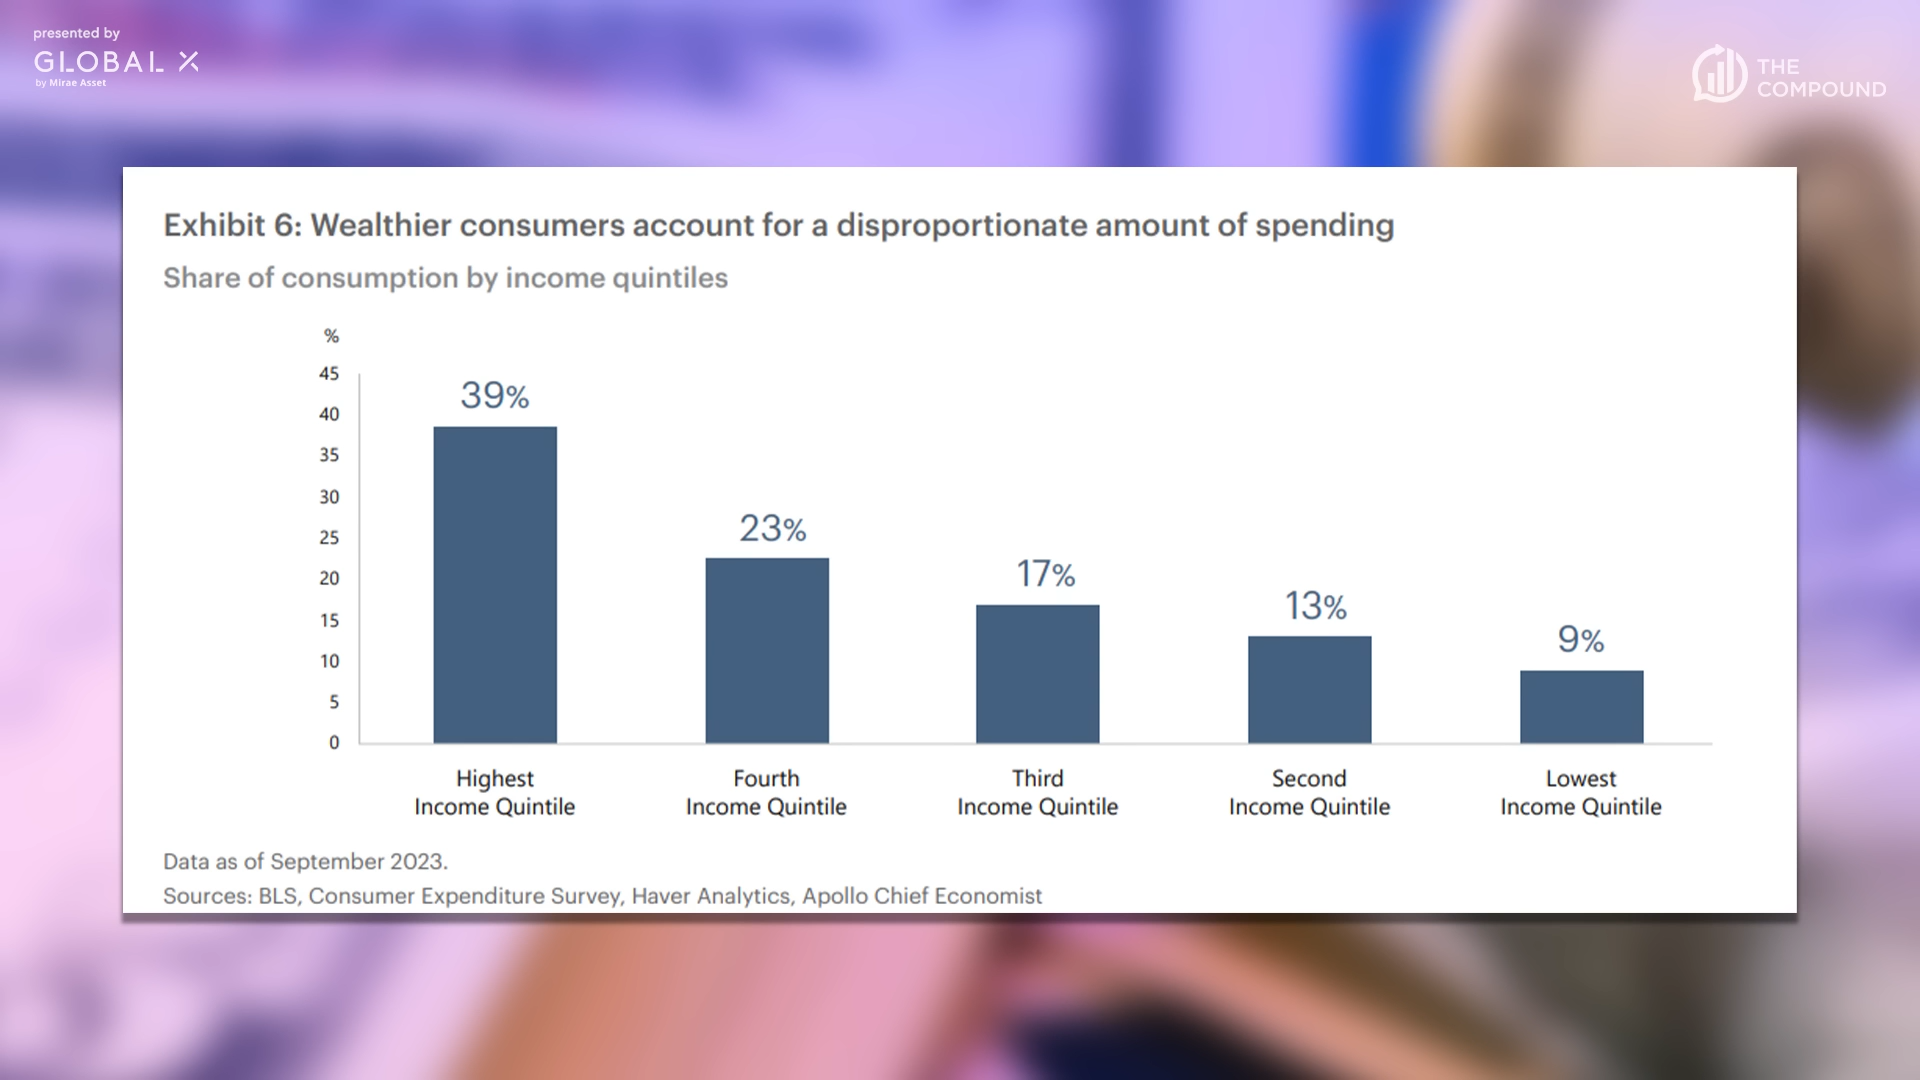 presented by
GLOBAL X
by Mirae Asset
THE
COMPOUND
Exhibit 6: Wealthier consumers account for a disproportionate amount of spending
Share of consumption by income quintiles
%
45
40
35
30
25
20
15
10
5
0
39%
23%
17%
13%
9%
Highest
Income Quintile
Fourth
Income Quintile
Third
Income Quintile
Second
Income Quintile
Lowest
Income Quintile
Data as of September 2023.
Sources: BLS, Consumer Expenditure Survey, Haver Analytics, Apollo Chief Economist